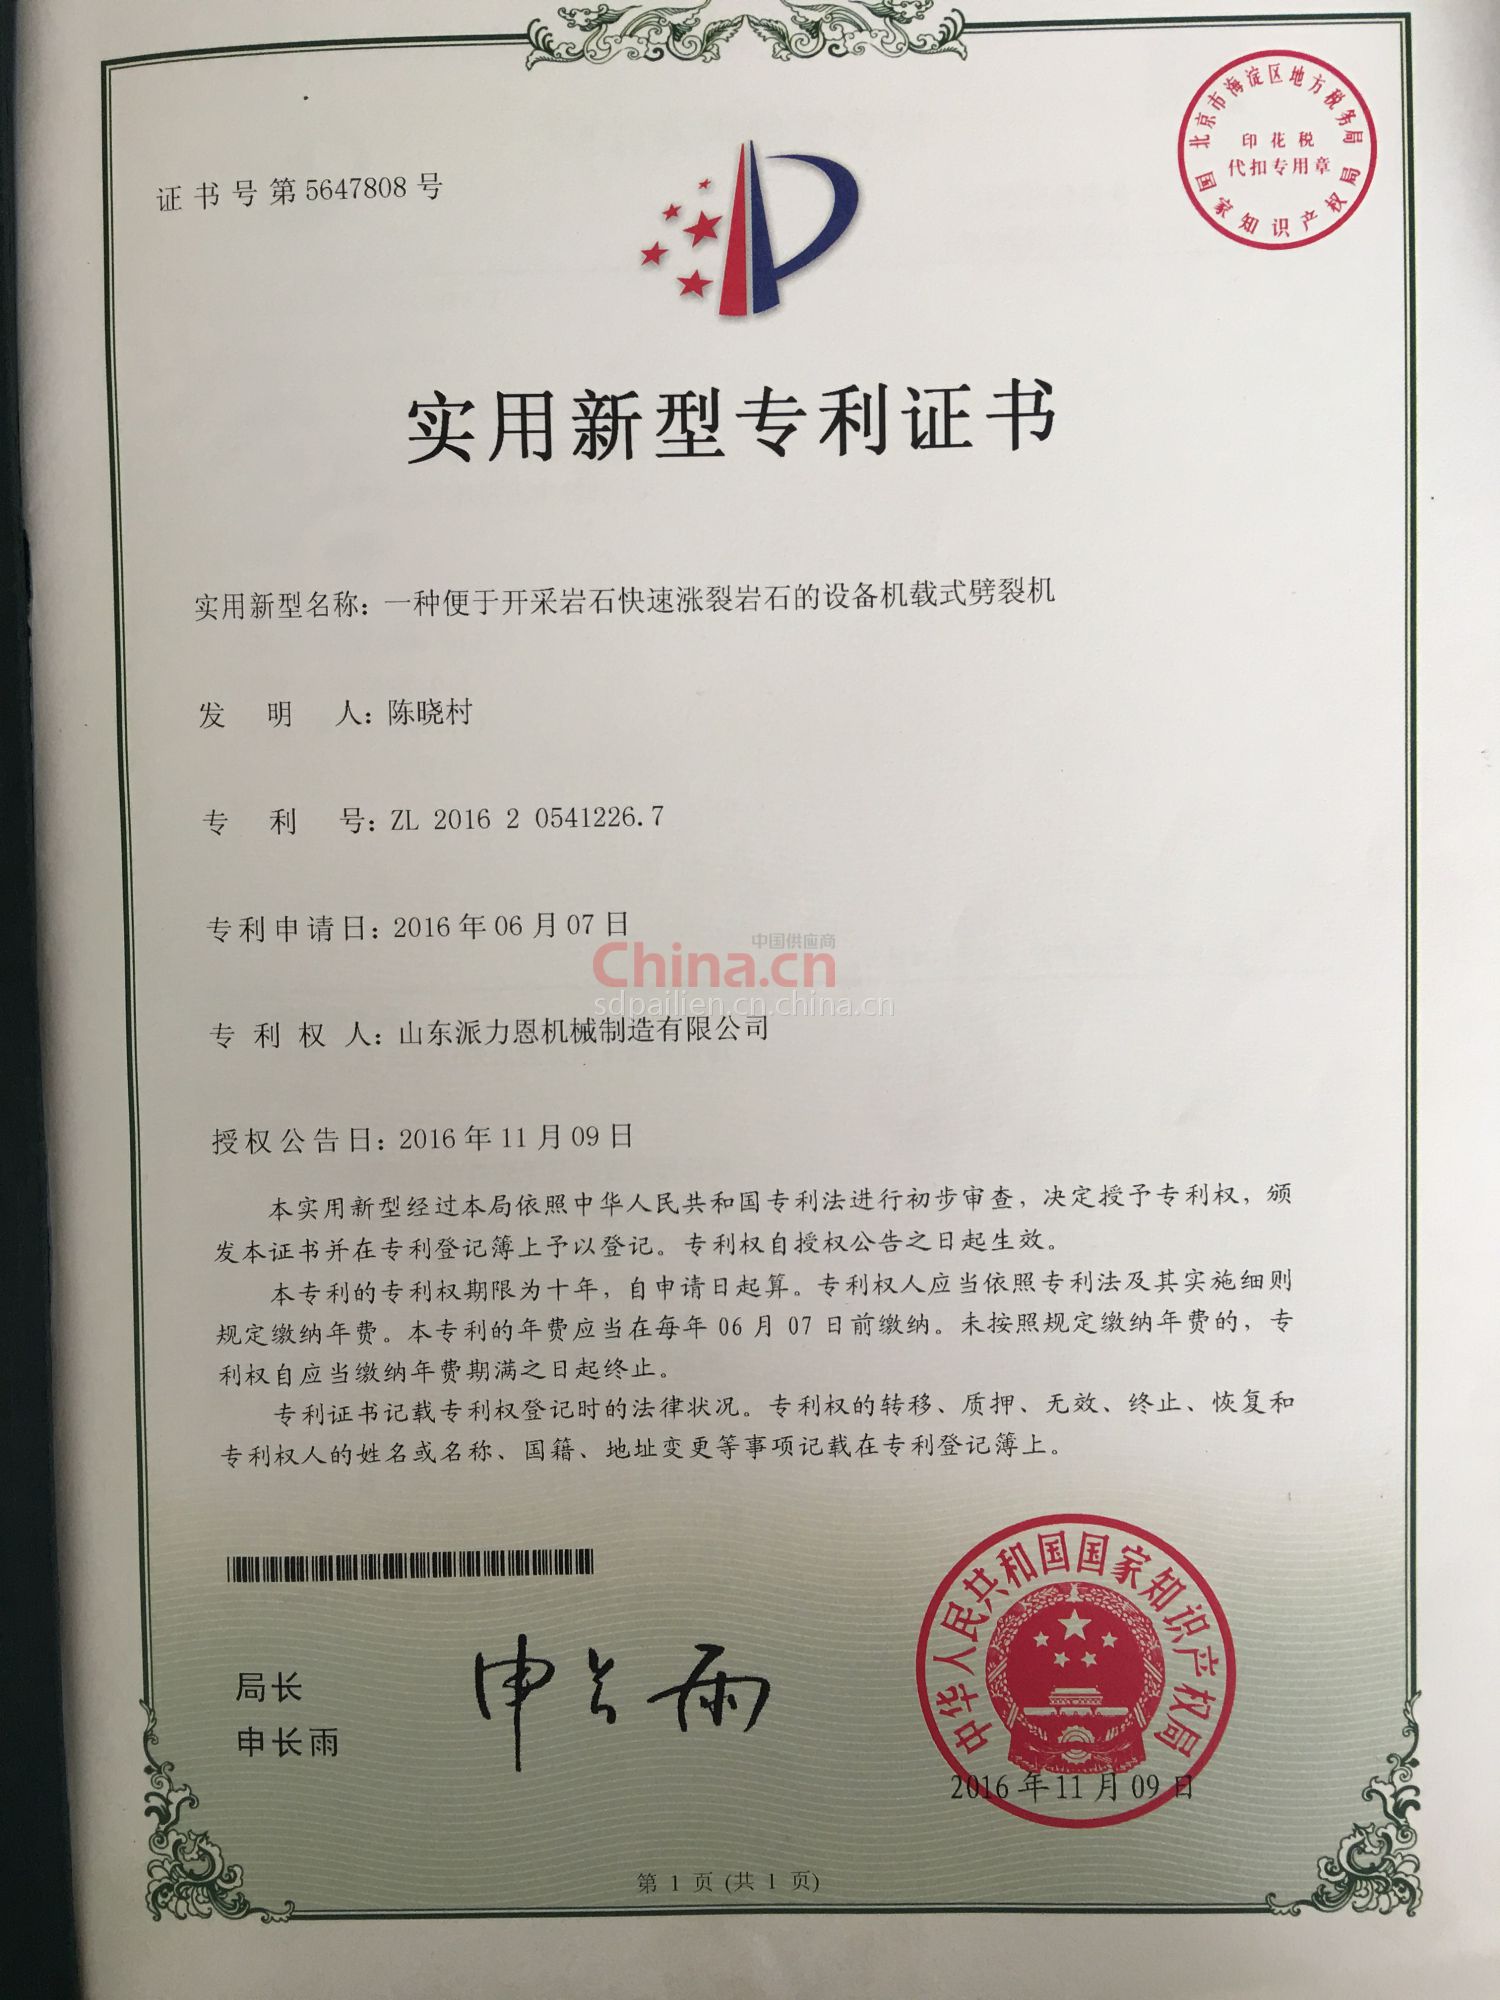 证书号第5647808号
北京市海淀区地方税务局
印花税
代扣专用章
国家知识产权局
实用新型专利证书
实用新型名称：一种便于开采岩石快速涨裂岩石的设备机载式劈裂机
发明人：陈晓村
专利号：ZL 2016 2 0541226.7
专利申请日：2016年06月07日
中国供应商
China.cn
sdpailien.cn.china.cn
专利权人：山东派力恩机械制造有限公司
授权公告日：2016年11月09日
本实用新型经过本局依照中华人民共和国专利法进行初步审查，决定授予专利权，颁
发本证书并在专利登记簿上予以登记。专利权自授权公告之日起生效。
本专利的专利权期限为十年，自申请日起算。专利权人应当依照专利法及其实施细则
规定缴纳年费。本专利的年费应当在每年06月07日前缴纳。未按照规定缴纳年费的，专
利权自应当缴纳年费期满之日起终止。
专利证书记载专利权登记时的法律状况。专利权的转移、质押、无效、终止、恢复和
专利权人的姓名或名称、国籍、地址变更等事项记载在专利登记簿上。
局长
申长雨
申长雨
中华人民共和国国家知识产权局
2016年11月09日
第1页(共1页)